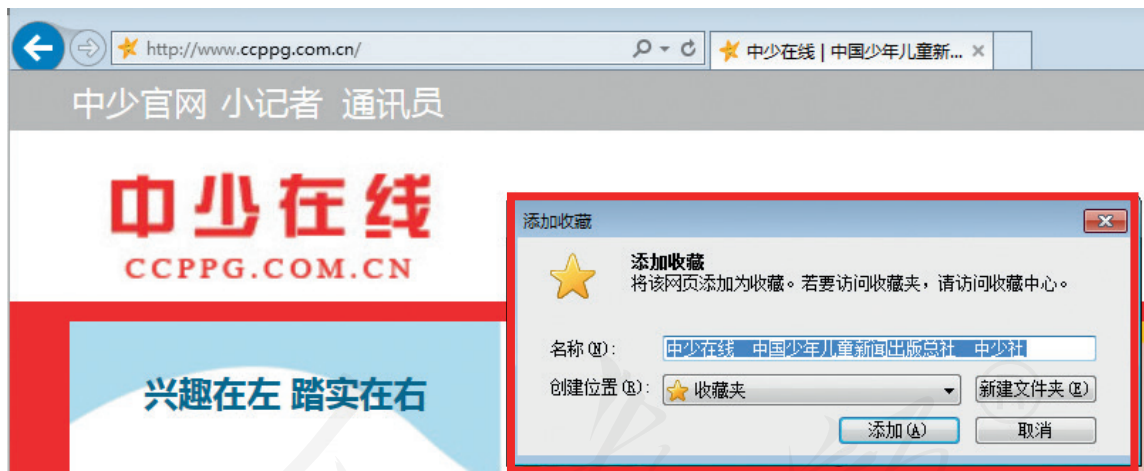 http://www.ccppg.com.cn/
中少在线 | 中国少年儿童新...
中少官网 小记者 通讯员
中少在线
CCPPG.COM.CN
兴趣在左 踏实在右
添加收藏
添加收藏
将该网页添加为收藏。若要访问收藏夹，请访问收藏中心。
名称(N): 中少在线 中国少年儿童新闻出版总社 中少社
创建位置(R): 收藏夹 新建文件夹(E)
添加(A) 取消